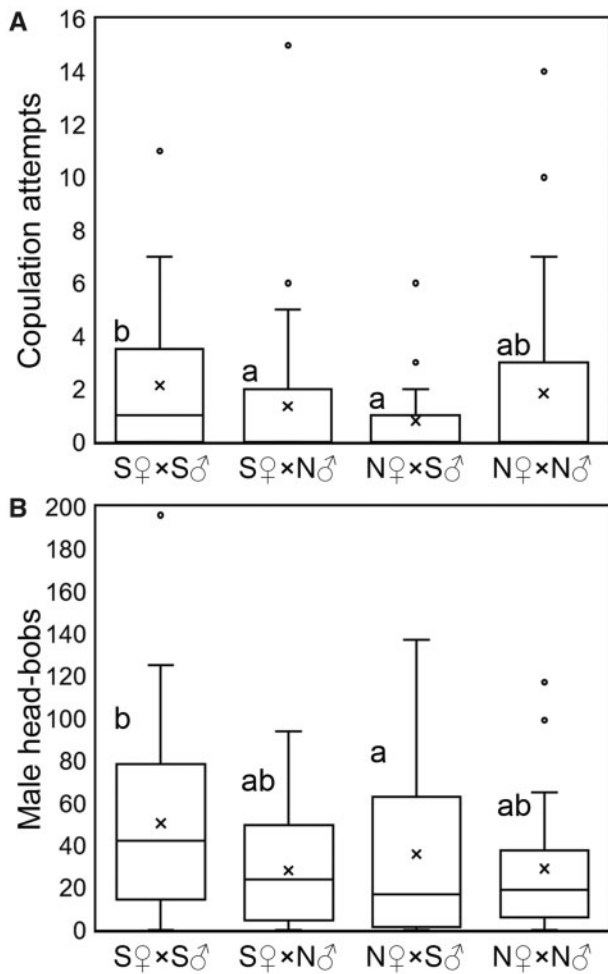 A
Copulation attempts
16
14
12
10
8
6
4
2
0
b
a
a
ab
S♀×S♂ S♀×N♂ N♀×S♂ N♀×N♂
B
Male head-bobs
200
180
160
140
120
100
80
60
40
20
0
b
ab
a
ab
S♀×S♂ S♀×N♂ N♀×S♂ N♀×N♂